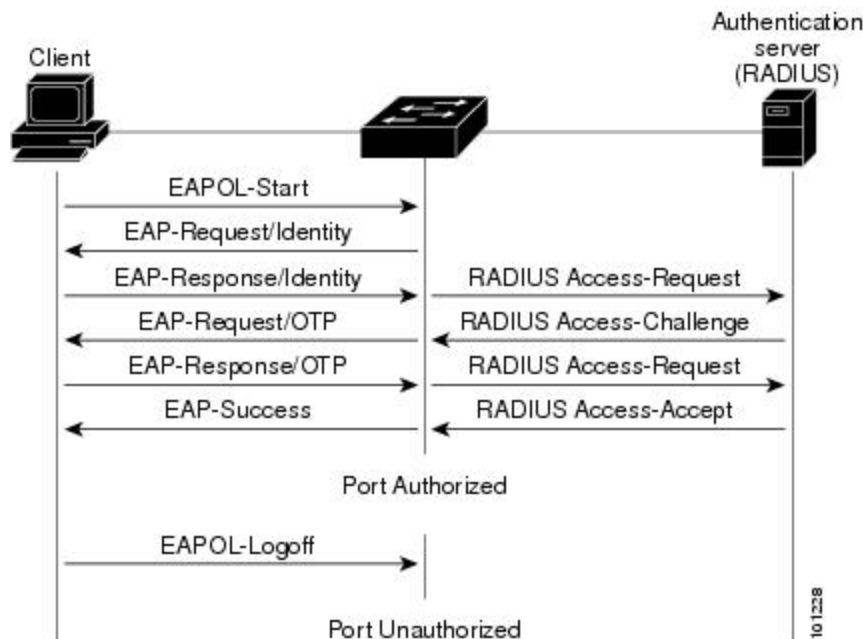 Authentication
server
(RADIUS)
Client
EAPOL-Start
EAP-Request/Identity
EAP-Response/Identity
RADIUS Access-Request
EAP-Request/OTP
RADIUS Access-Challenge
EAP-Response/OTP
RADIUS Access-Request
EAP-Success
RADIUS Access-Accept
Port Authorized
EAPOL-Logoff
Port Unauthorized
101228